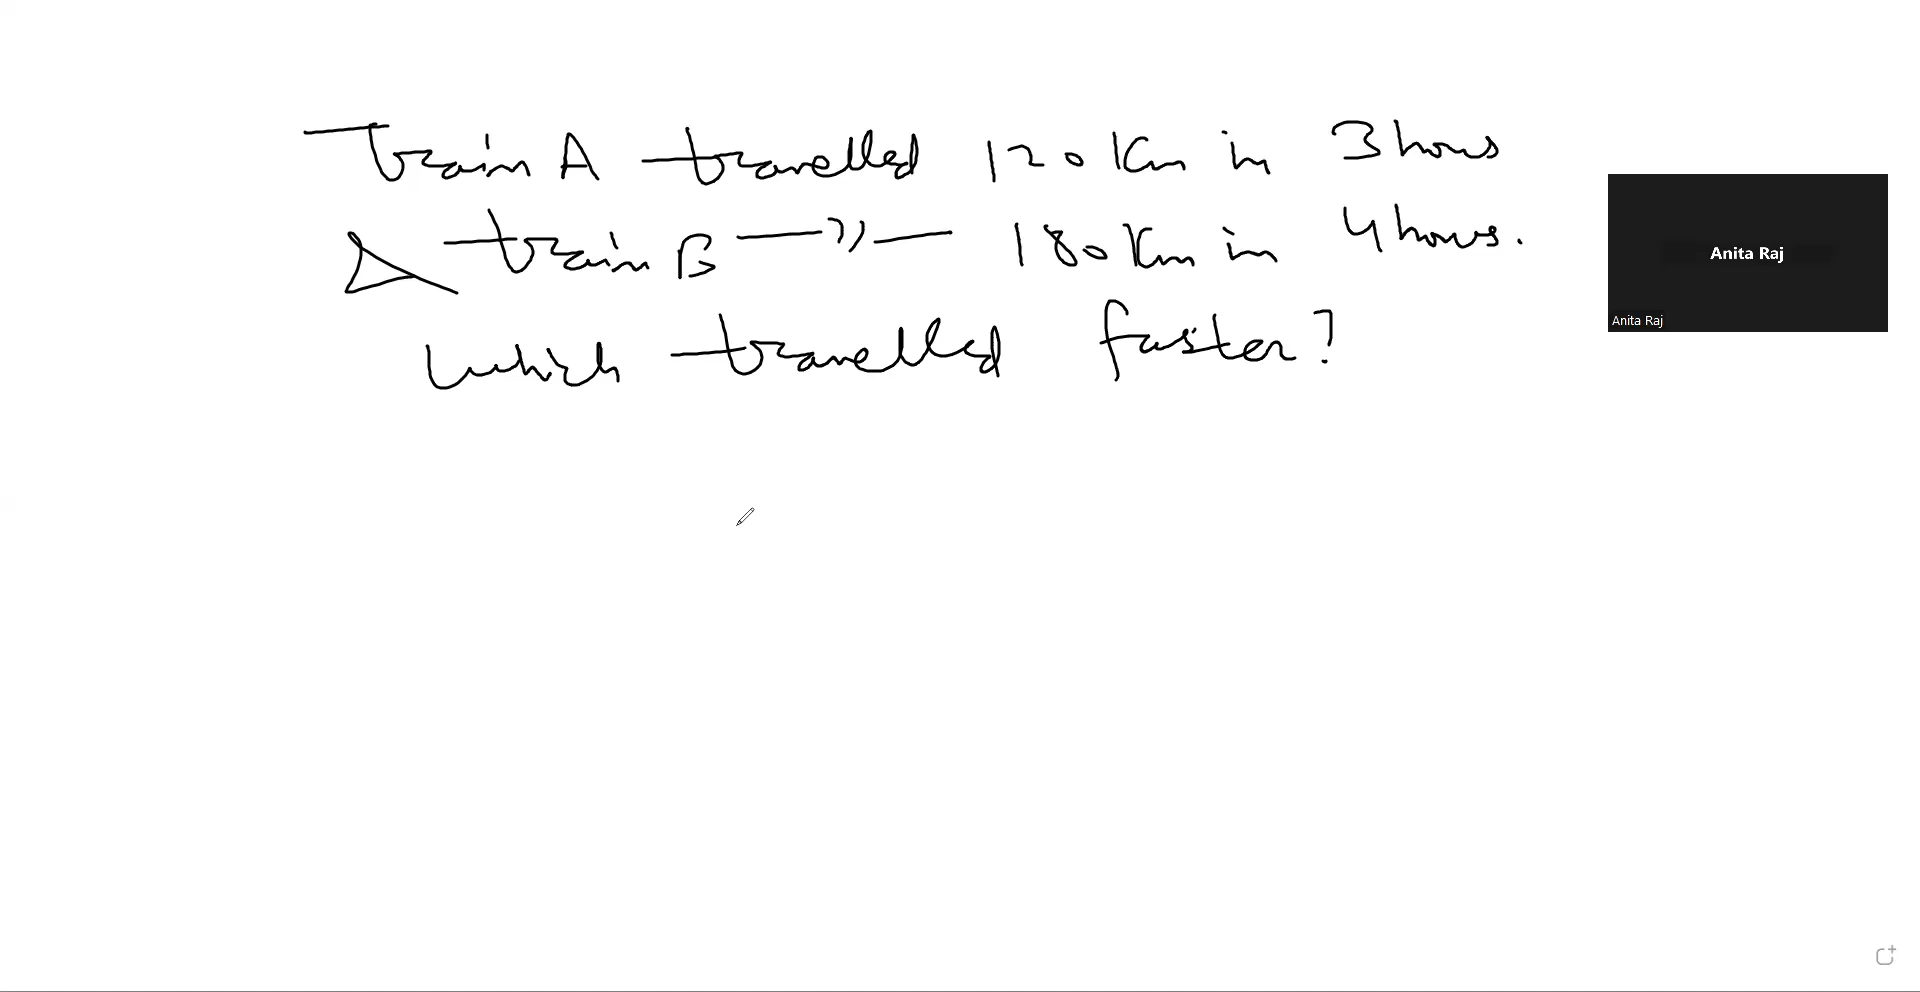 Train A travelled 120 Km in 3 hours
& train B —〃— 180 Km in 4 hours.
Which travelled faster?
Anita Raj
Anita Raj